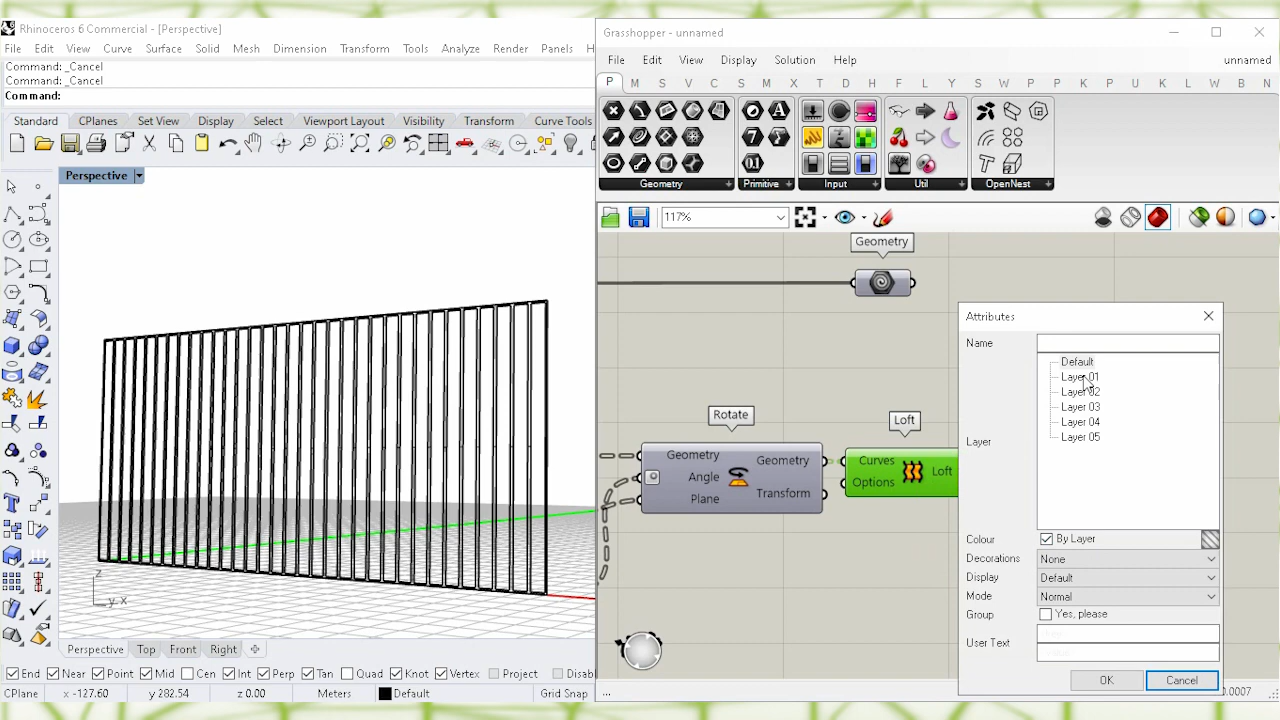 Rhinoceros 6 Commercial - [Perspective]
File Edit View Curve Surface Solid Mesh Dimension Transform Tools Analyze Render Panels
Command: _Cancel
Command: _Cancel
Command:
Standard CPlanes Set View Display Select Viewport Layout Visibility Transform Curve Tools
Perspective
z
y x
Perspective Top Front Right
End Near Point Mid Cen Int Perp Tan Quad Knot Vertex Project Disab
CPlane x -127.60 y 282.54 z 0.00 Meters Default Grid Snap
Grasshopper - unnamed
File Edit View Display Solution Help unnamed
P M S V C S M X T D H F L Y S W P P U K L W B N
Geometry Primitive Input Util OpenNest
117%
Geometry
Rotate
Geometry
Angle
Plane
Geometry
Transform
Loft
Curves
Options
Loft
Attributes
Name
Default
Layer 01
Layer 02
Layer 03
Layer 04
Layer 05
Layer
Colour By Layer
Decorations None
Display Default
Mode Normal
Group Yes, please
User Text
OK Cancel
...
0.0007